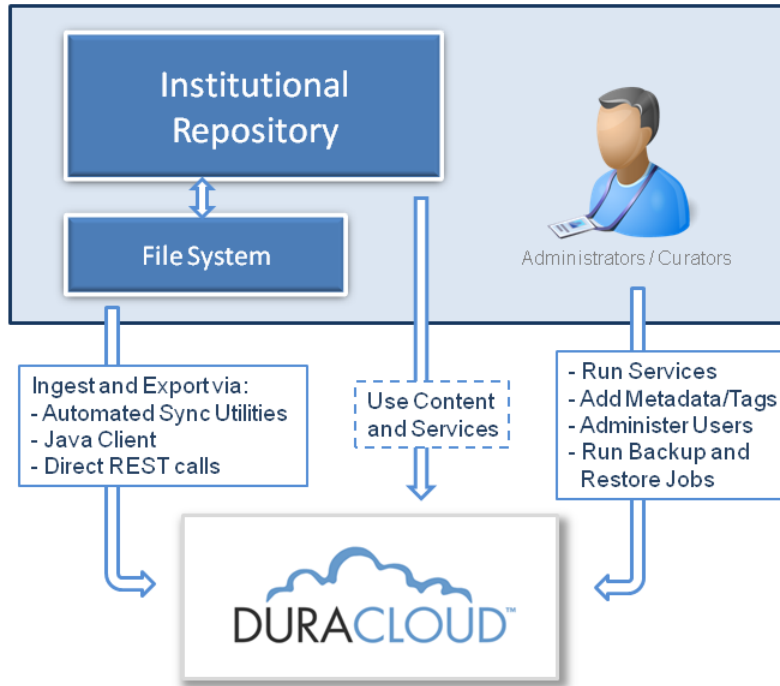 Institutional
Repository
File System
Administrators / Curators
Ingest and Export via:
- Automated Sync Utilities
- Java Client
- Direct REST calls
Use Content
and Services
- Run Services
- Add Metadata/Tags
- Administer Users
- Run Backup and
Restore Jobs
DURACLOUD™